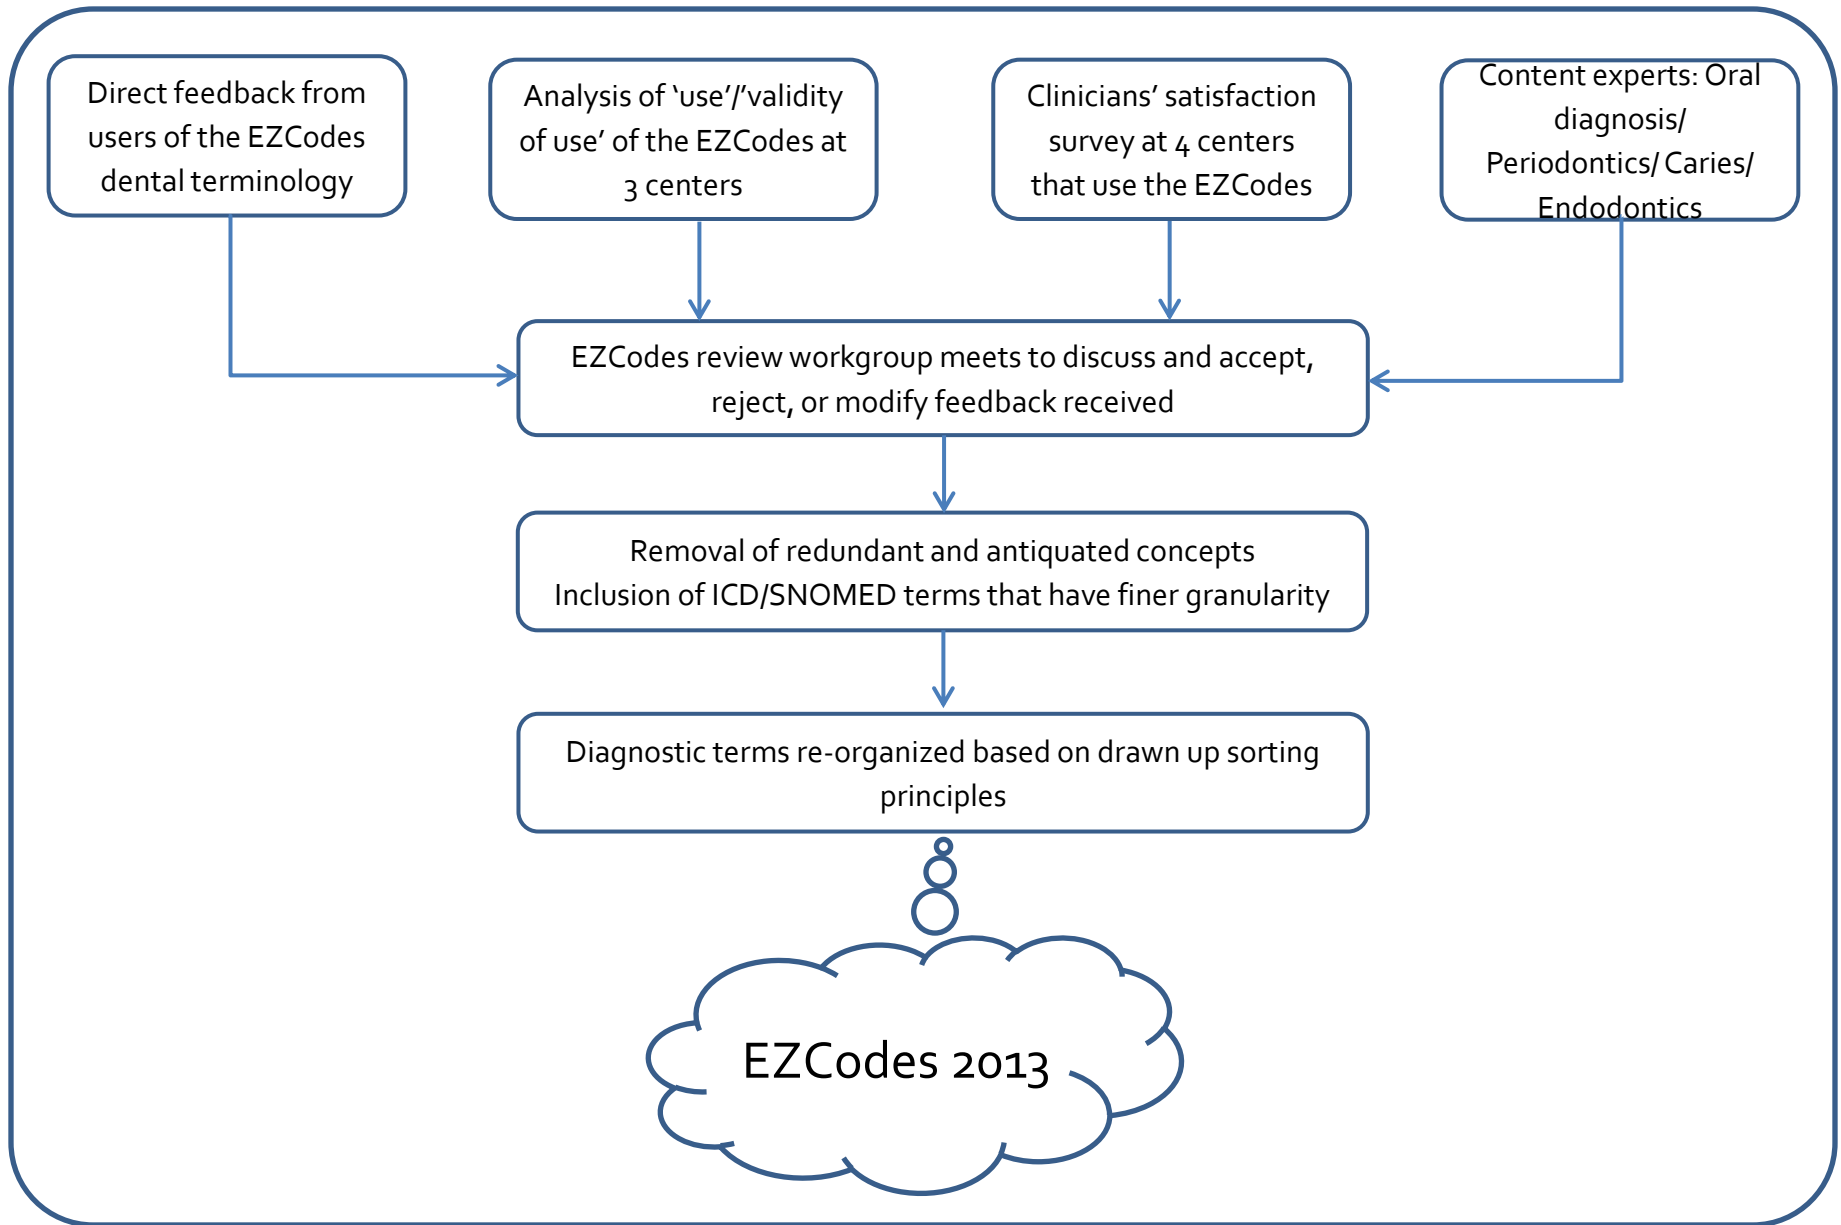 Direct feedback from
users of the EZCodes
dental terminology
Analysis of ‘use’/’validity
of use’ of the EZCodes at
3 centers
Clinicians’ satisfaction
survey at 4 centers
that use the EZCodes
Content experts: Oral
diagnosis/
Periodontics/ Caries/
Endodontics
EZCodes review workgroup meets to discuss and accept,
reject, or modify feedback received
Removal of redundant and antiquated concepts
Inclusion of ICD/SNOMED terms that have finer granularity
Diagnostic terms re-organized based on drawn up sorting
principles
EZCodes 2013